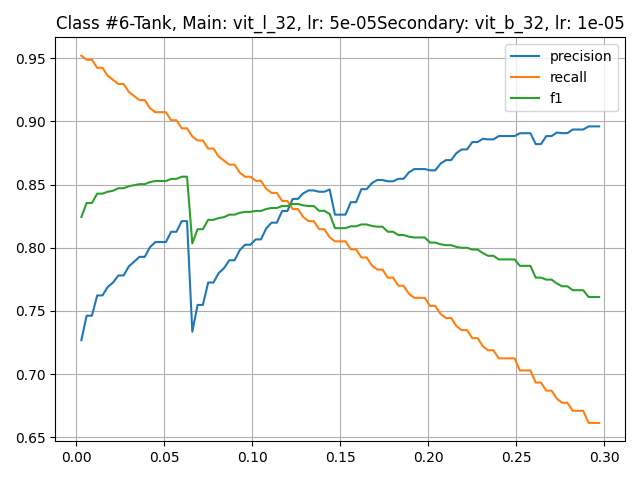 Class #6-Tank, Main: vit_l_32, lr: 5e-05Secondary: vit_b_32, lr: 1e-05
precision
recall
f1
0.95
0.90
0.85
0.80
0.75
0.70
0.65
0.00 0.05 0.10 0.15 0.20 0.25 0.30